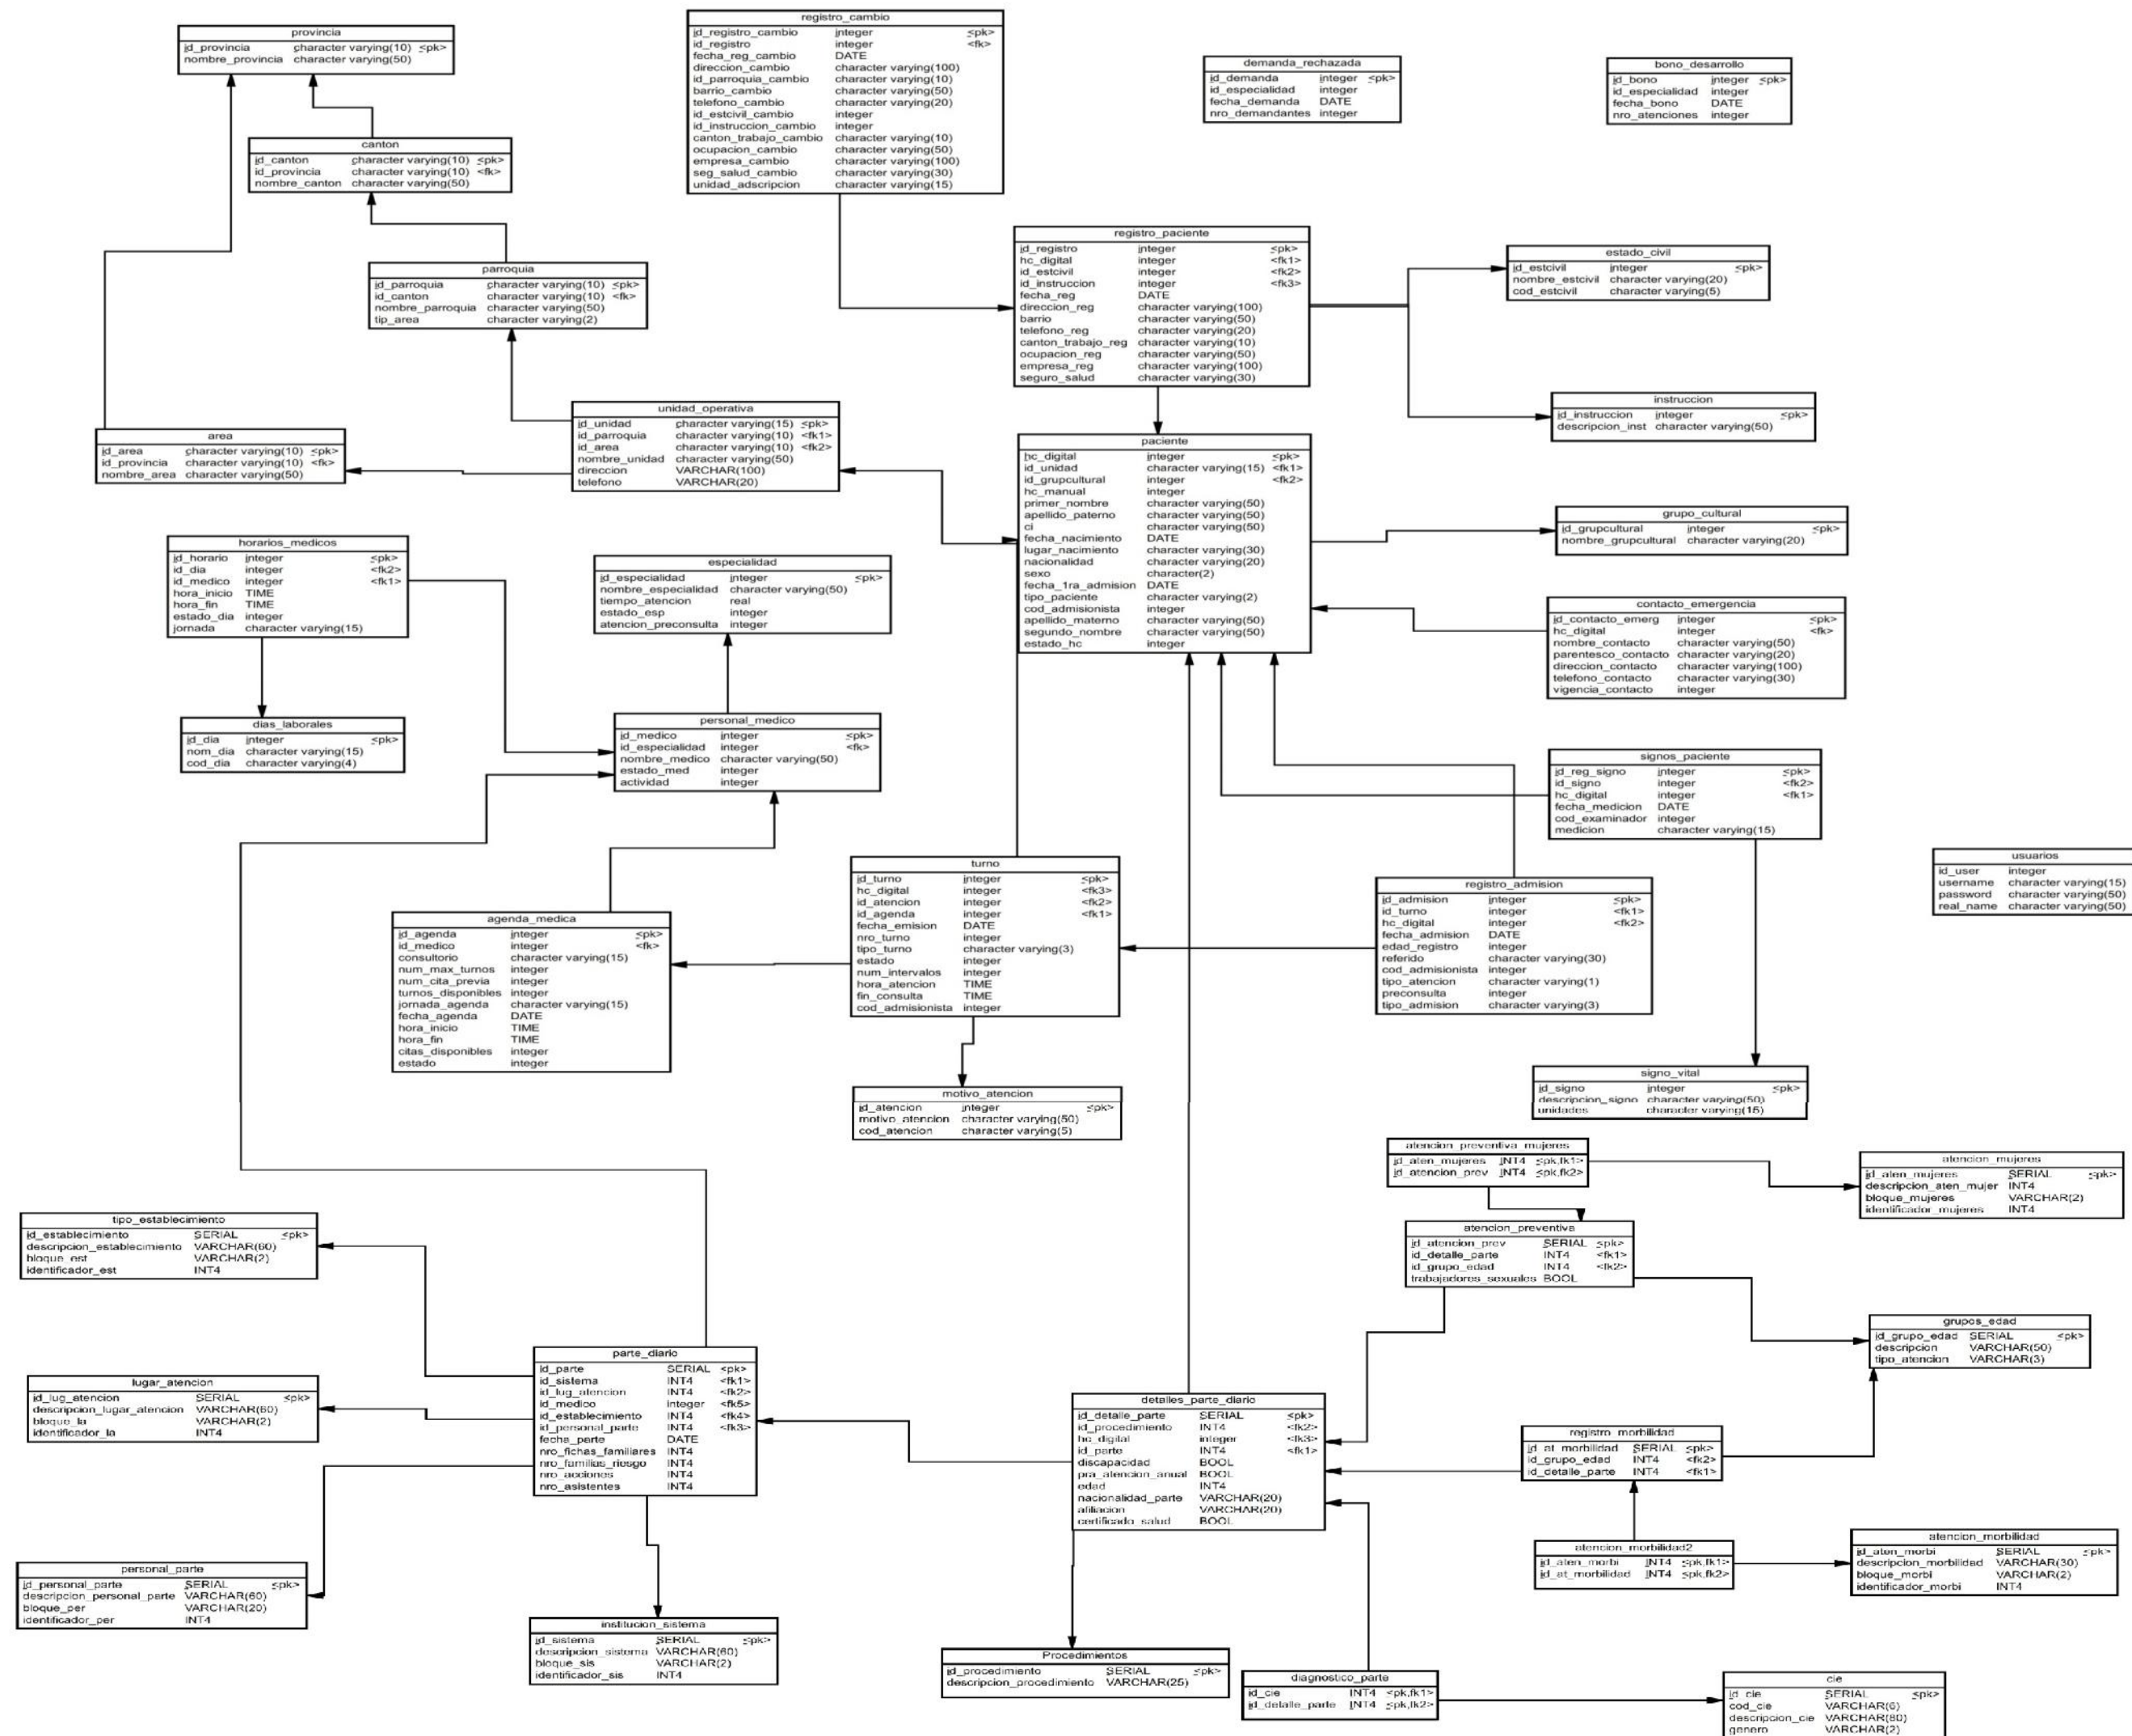 provincia
id_provincia character varying(10) <pk>
nombre_provincia character varying(50)
registro_cambio
id_registro_cambio integer <pk>
id_registro integer <fk>
fecha_reg_cambio DATE
direccion_cambio character varying(100)
id_parroquia_cambio character varying(10)
barrio_cambio character varying(50)
telefono_cambio character varying(20)
id_estcivil_cambio integer
id_instruccion_cambio integer
canton_trabajo_cambio character varying(10)
ocupacion_cambio character varying(50)
empresa_cambio character varying(100)
seg_salud_cambio character varying(30)
unidad_adscripcion character varying(15)
demanda_rechazada
id_demanda integer <pk>
id_especialidad integer
fecha_demanda DATE
nro_demandantes integer
bono_desarrollo
id_bono integer <pk>
id_especialidad integer
fecha_bono DATE
nro_atenciones integer
canton
id_canton character varying(10) <pk>
id_provincia character varying(10) <fk>
nombre_canton character varying(50)
parroquia
id_parroquia character varying(10) <pk>
id_canton character varying(10) <fk>
nombre_parroquia character varying(50)
tip_area character varying(2)
registro_paciente
id_registro integer <pk>
hc_digital integer <fk1>
id_estcivil integer <fk2>
id_instruccion integer <fk3>
fecha_reg DATE
direccion_reg character varying(100)
barrio character varying(50)
telefono_reg character varying(20)
canton_trabajo_reg character varying(10)
ocupacion_reg character varying(50)
empresa_reg character varying(100)
seguro_salud character varying(30)
estado_civil
id_estcivil integer <pk>
nombre_estcivil character varying(20)
cod_estcivil character varying(5)
instruccion
id_instruccion integer <pk>
descripcion_inst character varying(50)
area
id_area character varying(10) <pk>
id_provincia character varying(10) <fk>
nombre_area character varying(50)
unidad_operativa
id_unidad character varying(15) <pk>
id_parroquia character varying(10) <fk1>
id_area character varying(10) <fk2>
nombre_unidad character varying(50)
direccion VARCHAR(100)
telefono VARCHAR(20)
paciente
hc_digital integer <pk>
id_unidad character varying(15) <fk1>
id_grupcultural integer <fk2>
hc_manual integer
primer_nombre character varying(50)
apellido_paterno character varying(50)
ci character varying(50)
fecha_nacimiento DATE
lugar_nacimiento character varying(30)
nacionalidad character varying(20)
sexo character(2)
fecha_1ra_admision DATE
tipo_paciente character varying(2)
cod_admisionista integer
apellido_materno character varying(50)
segundo_nombre character varying(50)
estado_hc integer
grupo_cultural
id_grupcultural integer <pk>
nombre_grupcultural character varying(20)
horarios_medicos
id_horario integer <pk>
id_dia integer <fk2>
id_medico integer <fk1>
hora_inicio TIME
hora_fin TIME
estado_dia integer
jornada character varying(15)
especialidad
id_especialidad integer <pk>
nombre_especialidad character varying(50)
tiempo_atencion real
estado_esp integer
atencion_preconsulta integer
contacto_emergencia
id_contacto_emerg integer <pk>
hc_digital integer <fk>
nombre_contacto character varying(50)
parentesco_contacto character varying(20)
direccion_contacto character varying(100)
telefono_contacto character varying(30)
vigencia_contacto integer
dias_laborales
id_dia integer <pk>
nom_dia character varying(15)
cod_dia character varying(4)
personal_medico
id_medico integer <pk>
id_especialidad integer <fk>
nombre_medico character varying(50)
estado_med integer
actividad integer
signos_paciente
id_reg_signo integer <pk>
id_signo integer <fk2>
hc_digital integer <fk1>
fecha_medicion DATE
cod_examinador integer
medicion character varying(15)
usuarios
id_user integer
username character varying(15)
password character varying(50)
real_name character varying(50)
agenda_medica
id_agenda integer <pk>
id_medico integer <fk>
consultorio character varying(15)
num_max_turnos integer
num_cita_previa integer
turnos_disponibles integer
jornada_agenda character varying(15)
fecha_agenda DATE
hora_inicio TIME
hora_fin TIME
citas_disponibles integer
estado integer
turno
id_turno integer <pk>
hc_digital integer <fk3>
id_atencion integer <fk2>
id_agenda integer <fk1>
fecha_emision DATE
nro_turno integer
tipo_turno character varying(3)
estado integer
num_intervalos integer
hora_atencion TIME
fin_consulta TIME
cod_admisionista integer
registro_admision
id_admision integer <pk>
id_turno integer <fk1>
hc_digital integer <fk2>
fecha_admision DATE
edad_registro integer
referido character varying(30)
cod_admisionista integer
tipo_atencion character varying(1)
preconsulta integer
tipo_admision character varying(3)
motivo_atencion
id_atencion integer <pk>
motivo_atencion character varying(50)
cod_atencion character varying(5)
signo_vital
id_signo integer <pk>
descripcion_signo character varying(50)
unidades character varying(15)
atencion_preventiva_mujeres
id_aten_mujeres INT4 <pk,fk1>
id_atencion_prev INT4 <pk,fk2>
atencion_mujeres
id_aten_mujeres SERIAL <pk>
descripcion_aten_mujer INT4
bloque_mujeres VARCHAR(2)
identificador_mujeres INT4
tipo_establecimiento
id_establecimiento SERIAL <pk>
descripcion_establecimiento VARCHAR(60)
bloque_est VARCHAR(2)
identificador_est INT4
atencion_preventiva
id_atencion_prev SERIAL <pk>
id_detalle_parte INT4 <fk1>
id_grupo_edad INT4 <fk2>
trabajadores_sexuales BOOL
grupos_edad
id_grupo_edad SERIAL <pk>
descripcion VARCHAR(50)
tipo_atencion VARCHAR(3)
lugar_atencion
id_lug_atencion SERIAL <pk>
descripcion_lugar_atencion VARCHAR(60)
bloque_la VARCHAR(2)
identificador_la INT4
parte_diario
id_parte SERIAL <pk>
id_sistema INT4 <fk1>
id_lug_atencion INT4 <fk2>
id_medico integer <fk5>
id_establecimiento INT4 <fk4>
id_personal_parte INT4 <fk3>
fecha_parte DATE
nro_fichas_familiares INT4
nro_familias_riesgo INT4
nro_acciones INT4
nro_asistentes INT4
detalles_parte_diario
id_detalle_parte SERIAL <pk>
id_procedimiento INT4 <fk2>
hc_digital integer <fk3>
id_parte INT4 <fk1>
discapacidad BOOL
pra_atencion_anual BOOL
edad INT4
nacionalidad_parte VARCHAR(20)
afiliacion VARCHAR(20)
certificado_salud BOOL
registro_morbilidad
id_at_morbilidad SERIAL <pk>
id_grupo_edad INT4 <fk2>
id_detalle_parte INT4 <fk1>
atencion_morbilidad2
id_aten_morbi INT4 <pk,fk1>
id_at_morbilidad INT4 <pk,fk2>
atencion_morbilidad
id_aten_morbi SERIAL <pk>
descripcion_morbilidad VARCHAR(30)
bloque_morbi VARCHAR(2)
identificador_morbi INT4
personal_parte
id_personal_parte SERIAL <pk>
descripcion_personal_parte VARCHAR(60)
bloque_per VARCHAR(20)
identificador_per INT4
institucion_sistema
id_sistema SERIAL <pk>
descripcion_sistema VARCHAR(60)
bloque_sis VARCHAR(2)
identificador_sis INT4
Procedimientos
id_procedimiento SERIAL <pk>
descripcion_procedimiento VARCHAR(25)
diagnostico_parte
id_cie INT4 <pk,fk1>
id_detalle_parte INT4 <pk,fk2>
cie
id_cie SERIAL <pk>
cod_cie VARCHAR(6)
descripcion_cie VARCHAR(80)
genero VARCHAR(2)